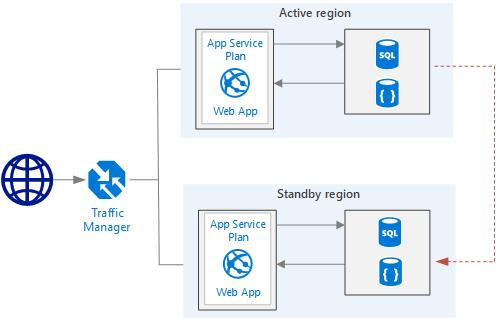 Active region
App Service
Plan
Web App
SQL
{ }
Traffic
Manager
Standby region
App Service
Plan
Web App
SQL
{ }